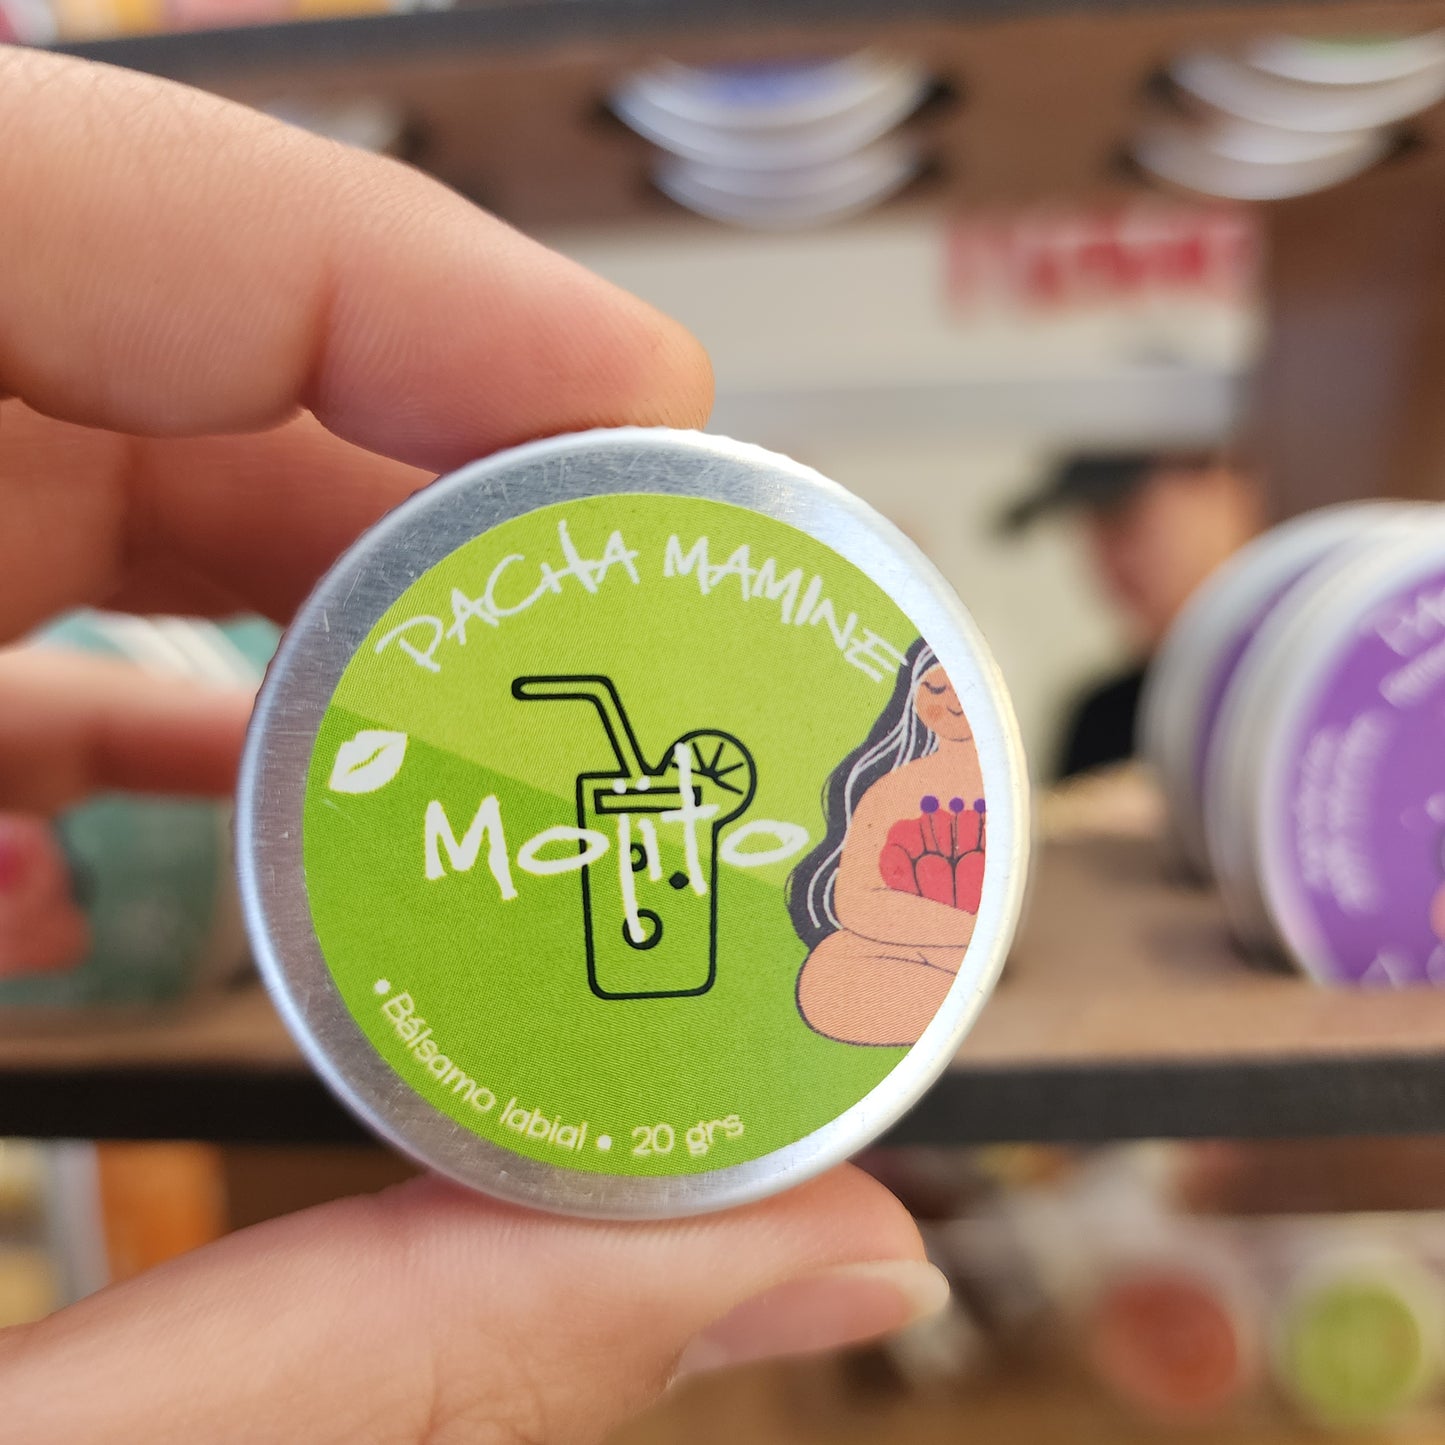 PACHA MAMINE
Mojito
• Bálsamo labial • 20 grs